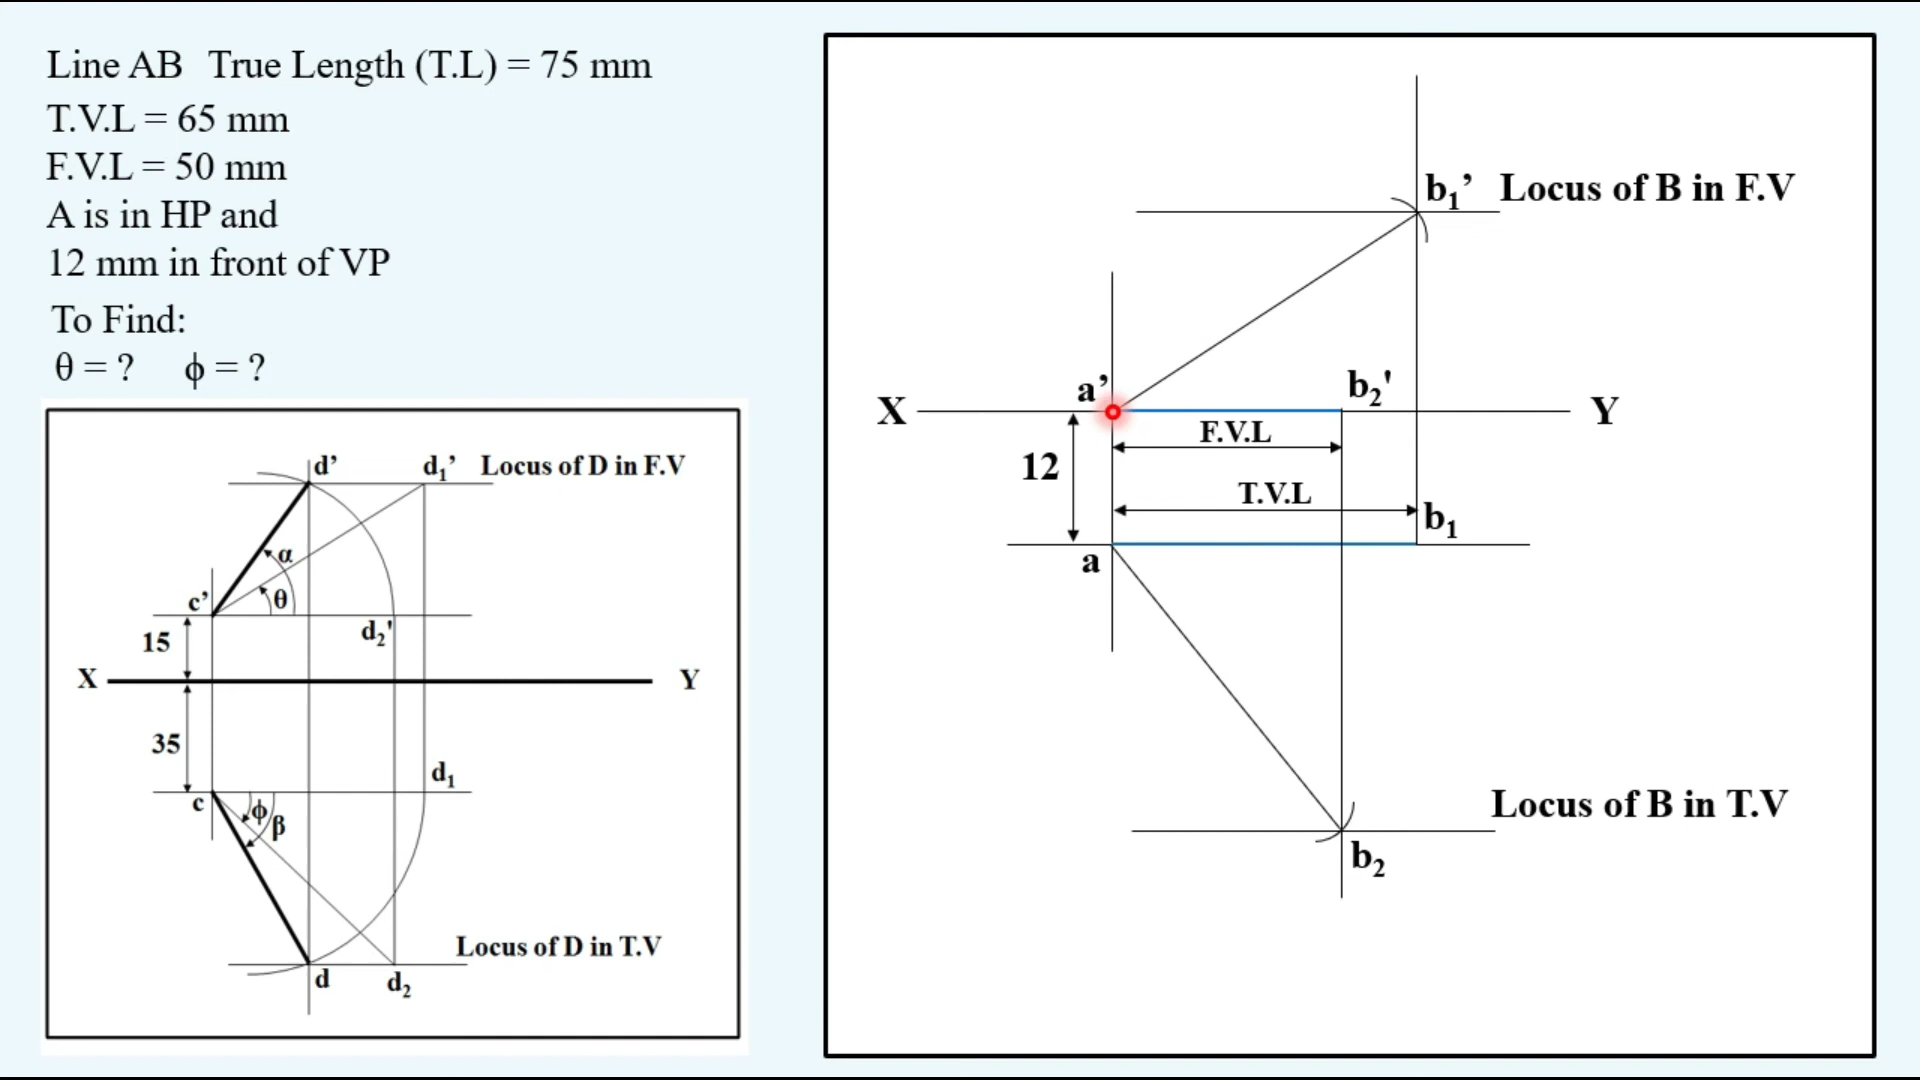 Line AB True Length (T.L) = 75 mm
T.V.L = 65 mm
F.V.L = 50 mm
A is in HP and
12 mm in front of VP
To Find:
θ = ? ϕ = ?
d’ d₁’ Locus of D in F.V
α
c’ θ
15 d₂'
X Y
35
d₁
c ϕ
β
Locus of D in T.V
d d₂
b₁’ Locus of B in F.V
a’ b₂'
X Y
F.V.L
12
T.V.L
b₁
a
Locus of B in T.V
b₂